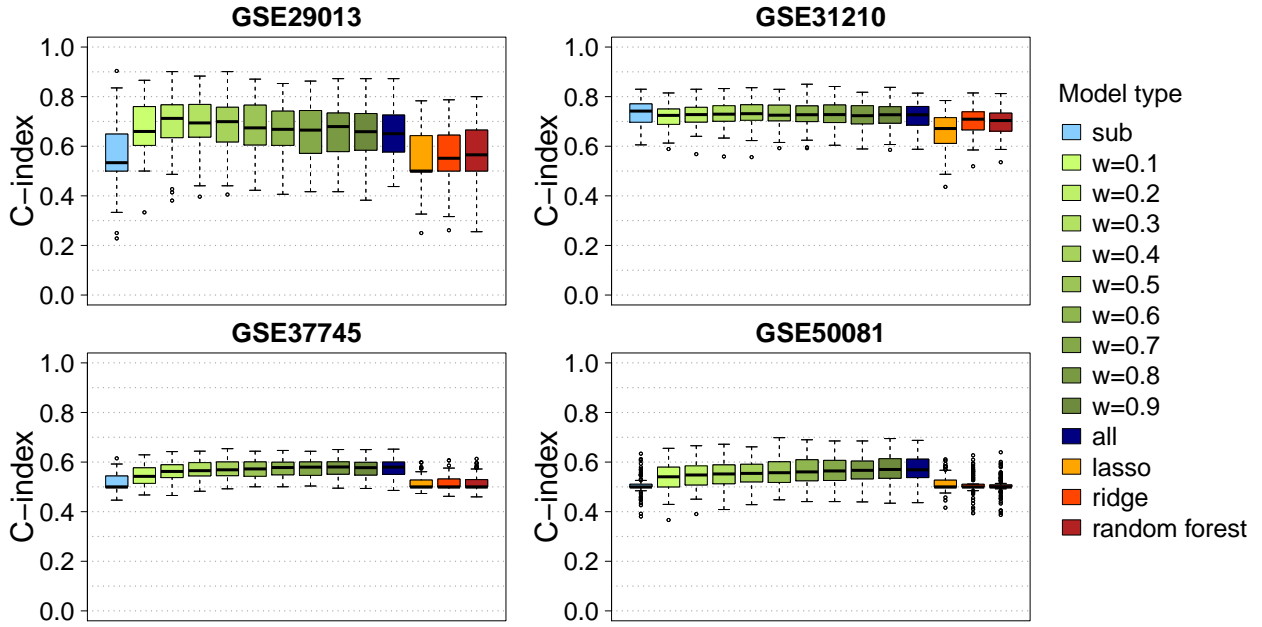 GSE29013
C−index
1.0
0.8
0.6
0.4
0.2
0.0
GSE31210
C−index
1.0
0.8
0.6
0.4
0.2
0.0
GSE37745
C−index
1.0
0.8
0.6
0.4
0.2
0.0
GSE50081
C−index
1.0
0.8
0.6
0.4
0.2
0.0
Model type
sub
w=0.1
w=0.2
w=0.3
w=0.4
w=0.5
w=0.6
w=0.7
w=0.8
w=0.9
all
lasso
ridge
random forest